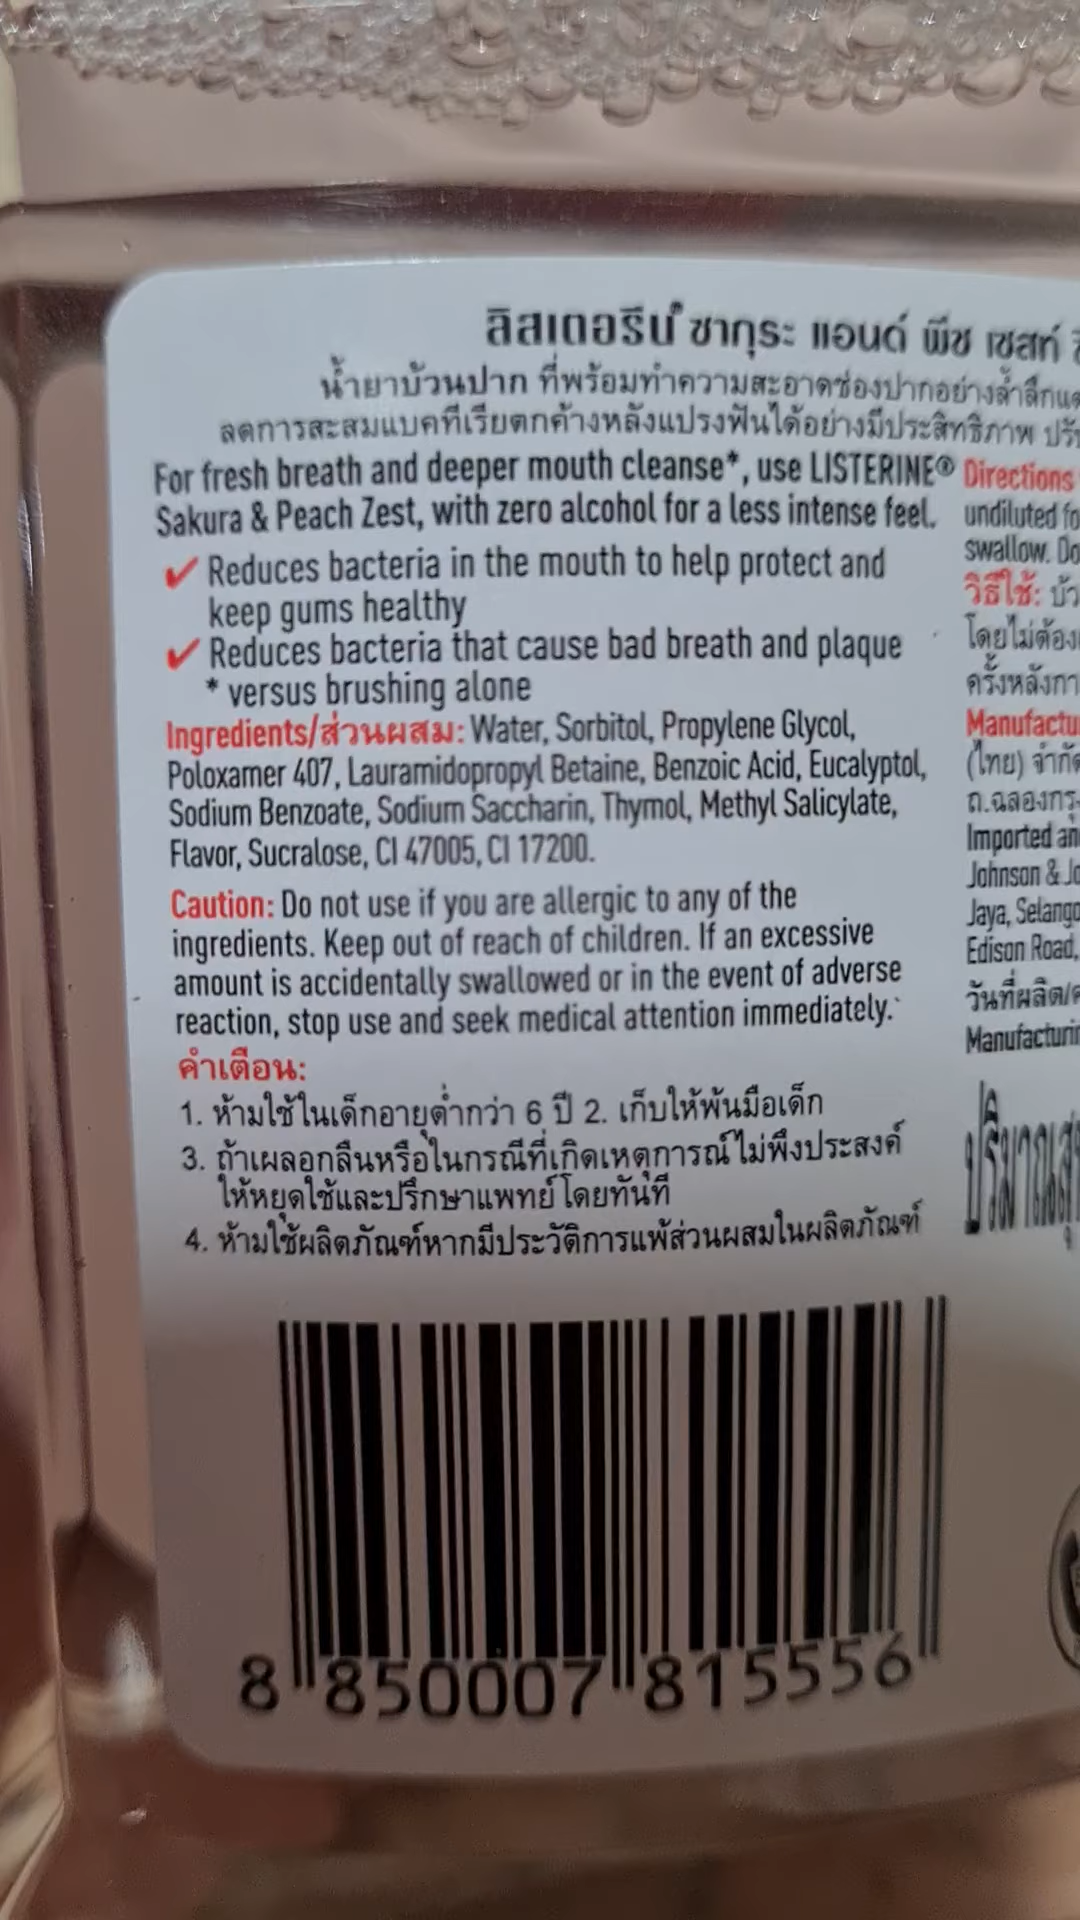 ลิสเตอรีน® ซากุระ แอนด์ พีช เซสท์
น้ำยาบ้วนปาก ที่พร้อมทำความสะอาดช่องปากอย่างล้ำลึกแ
ลดการสะสมแบคทีเรียตกค้างหลังแปรงฟันได้อย่างมีประสิทธิภาพ ปรั
For fresh breath and deeper mouth cleanse*, use LISTERINE®
Sakura & Peach Zest, with zero alcohol for a less intense feel.
✓ Reduces bacteria in the mouth to help protect and
keep gums healthy
✓ Reduces bacteria that cause bad breath and plaque
* versus brushing alone
Ingredients/ส่วนผสม: Water, Sorbitol, Propylene Glycol,
Poloxamer 407, Lauramidopropyl Betaine, Benzoic Acid, Eucalyptol,
Sodium Benzoate, Sodium Saccharin, Thymol, Methyl Salicylate,
Flavor, Sucralose, CI 47005, CI 17200.
Caution: Do not use if you are allergic to any of the
ingredients. Keep out of reach of children. If an excessive
amount is accidentally swallowed or in the event of adverse
reaction, stop use and seek medical attention immediately.
คำเตือน:
1. ห้ามใช้ในเด็กอายุต่ำกว่า 6 ปี 2. เก็บให้พ้นมือเด็ก
3. ถ้าเผลอกลืนหรือในกรณีที่เกิดเหตุการณ์ไม่พึงประสงค์
ให้หยุดใช้และปรึกษาแพทย์โดยทันที
4. ห้ามใช้ผลิตภัณฑ์หากมีประวัติการแพ้ส่วนผสมในผลิตภัณฑ์
8 850007 815556
Directions
undiluted fo
swallow. Do
วิธีใช้: บ้ว
โดยไม่ต้อง
ครั้งหลังกา
Manufactu
(ไทย) จำกั
ถ.ฉลองกรุ
Imported an
Johnson & Jo
Jaya, Selango
Edison Road,
วันที่ผลิต/
Manufacturin
ปริมาณสุ